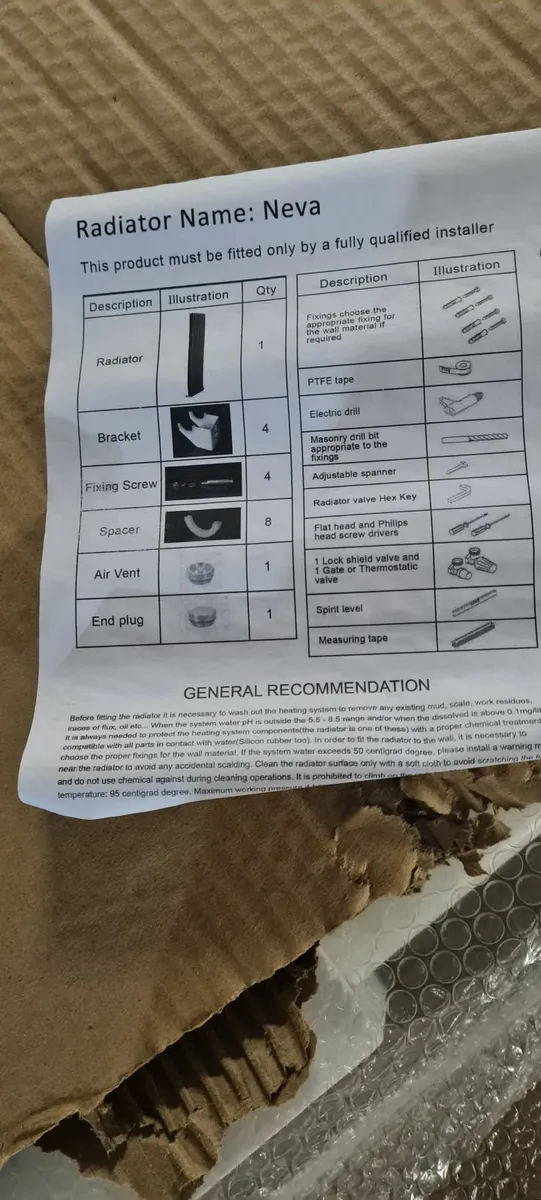 Radiator Name: Neva
This product must be fitted only by a fully qualified installer
Description Illustration Qty
Radiator 1
Bracket 4
Fixing Screw 4
Spacer 8
Air Vent 1
End plug 1
Description Illustration
Fixings choose the
appropriate fixing for
the wall material if
required
PTFE tape
Electric drill
Masonry drill bit
appropriate to the
fixings
Adjustable spanner
Radiator valve Hex Key
Flat head and Philips
head screw drivers
1 Lock shield valve and
1 Gate or Thermostatic
valve
Spirit level
Measuring tape
GENERAL RECOMMENDATION
Before fitting the radiator it is necessary to wash out the heating system to remove any existing mud, scale, work residues,
traces of flux, oil etc... When the system water pH is outside the 6.5 - 8.5 range and/or when the dissolved is above 0.1mg/lit
it is always needed to protect the heating system components(the radiator is one of these) with a proper chemical treatment
compatible with all parts in contact with water(Silicon rubber too). In order to fit the radiator to the wall, it is necessary to
choose the proper fixings for the wall material. If the system water exceeds 50 centigrad degree, please install a warning
near the radiator to avoid any accidental scalding. Clean the radiator surface only with a soft cloth to avoid scratching the
and do not use chemical against during cleaning operations. It is prohibited to climb on
temperature: 95 centigrad degree. Maximum working pressure